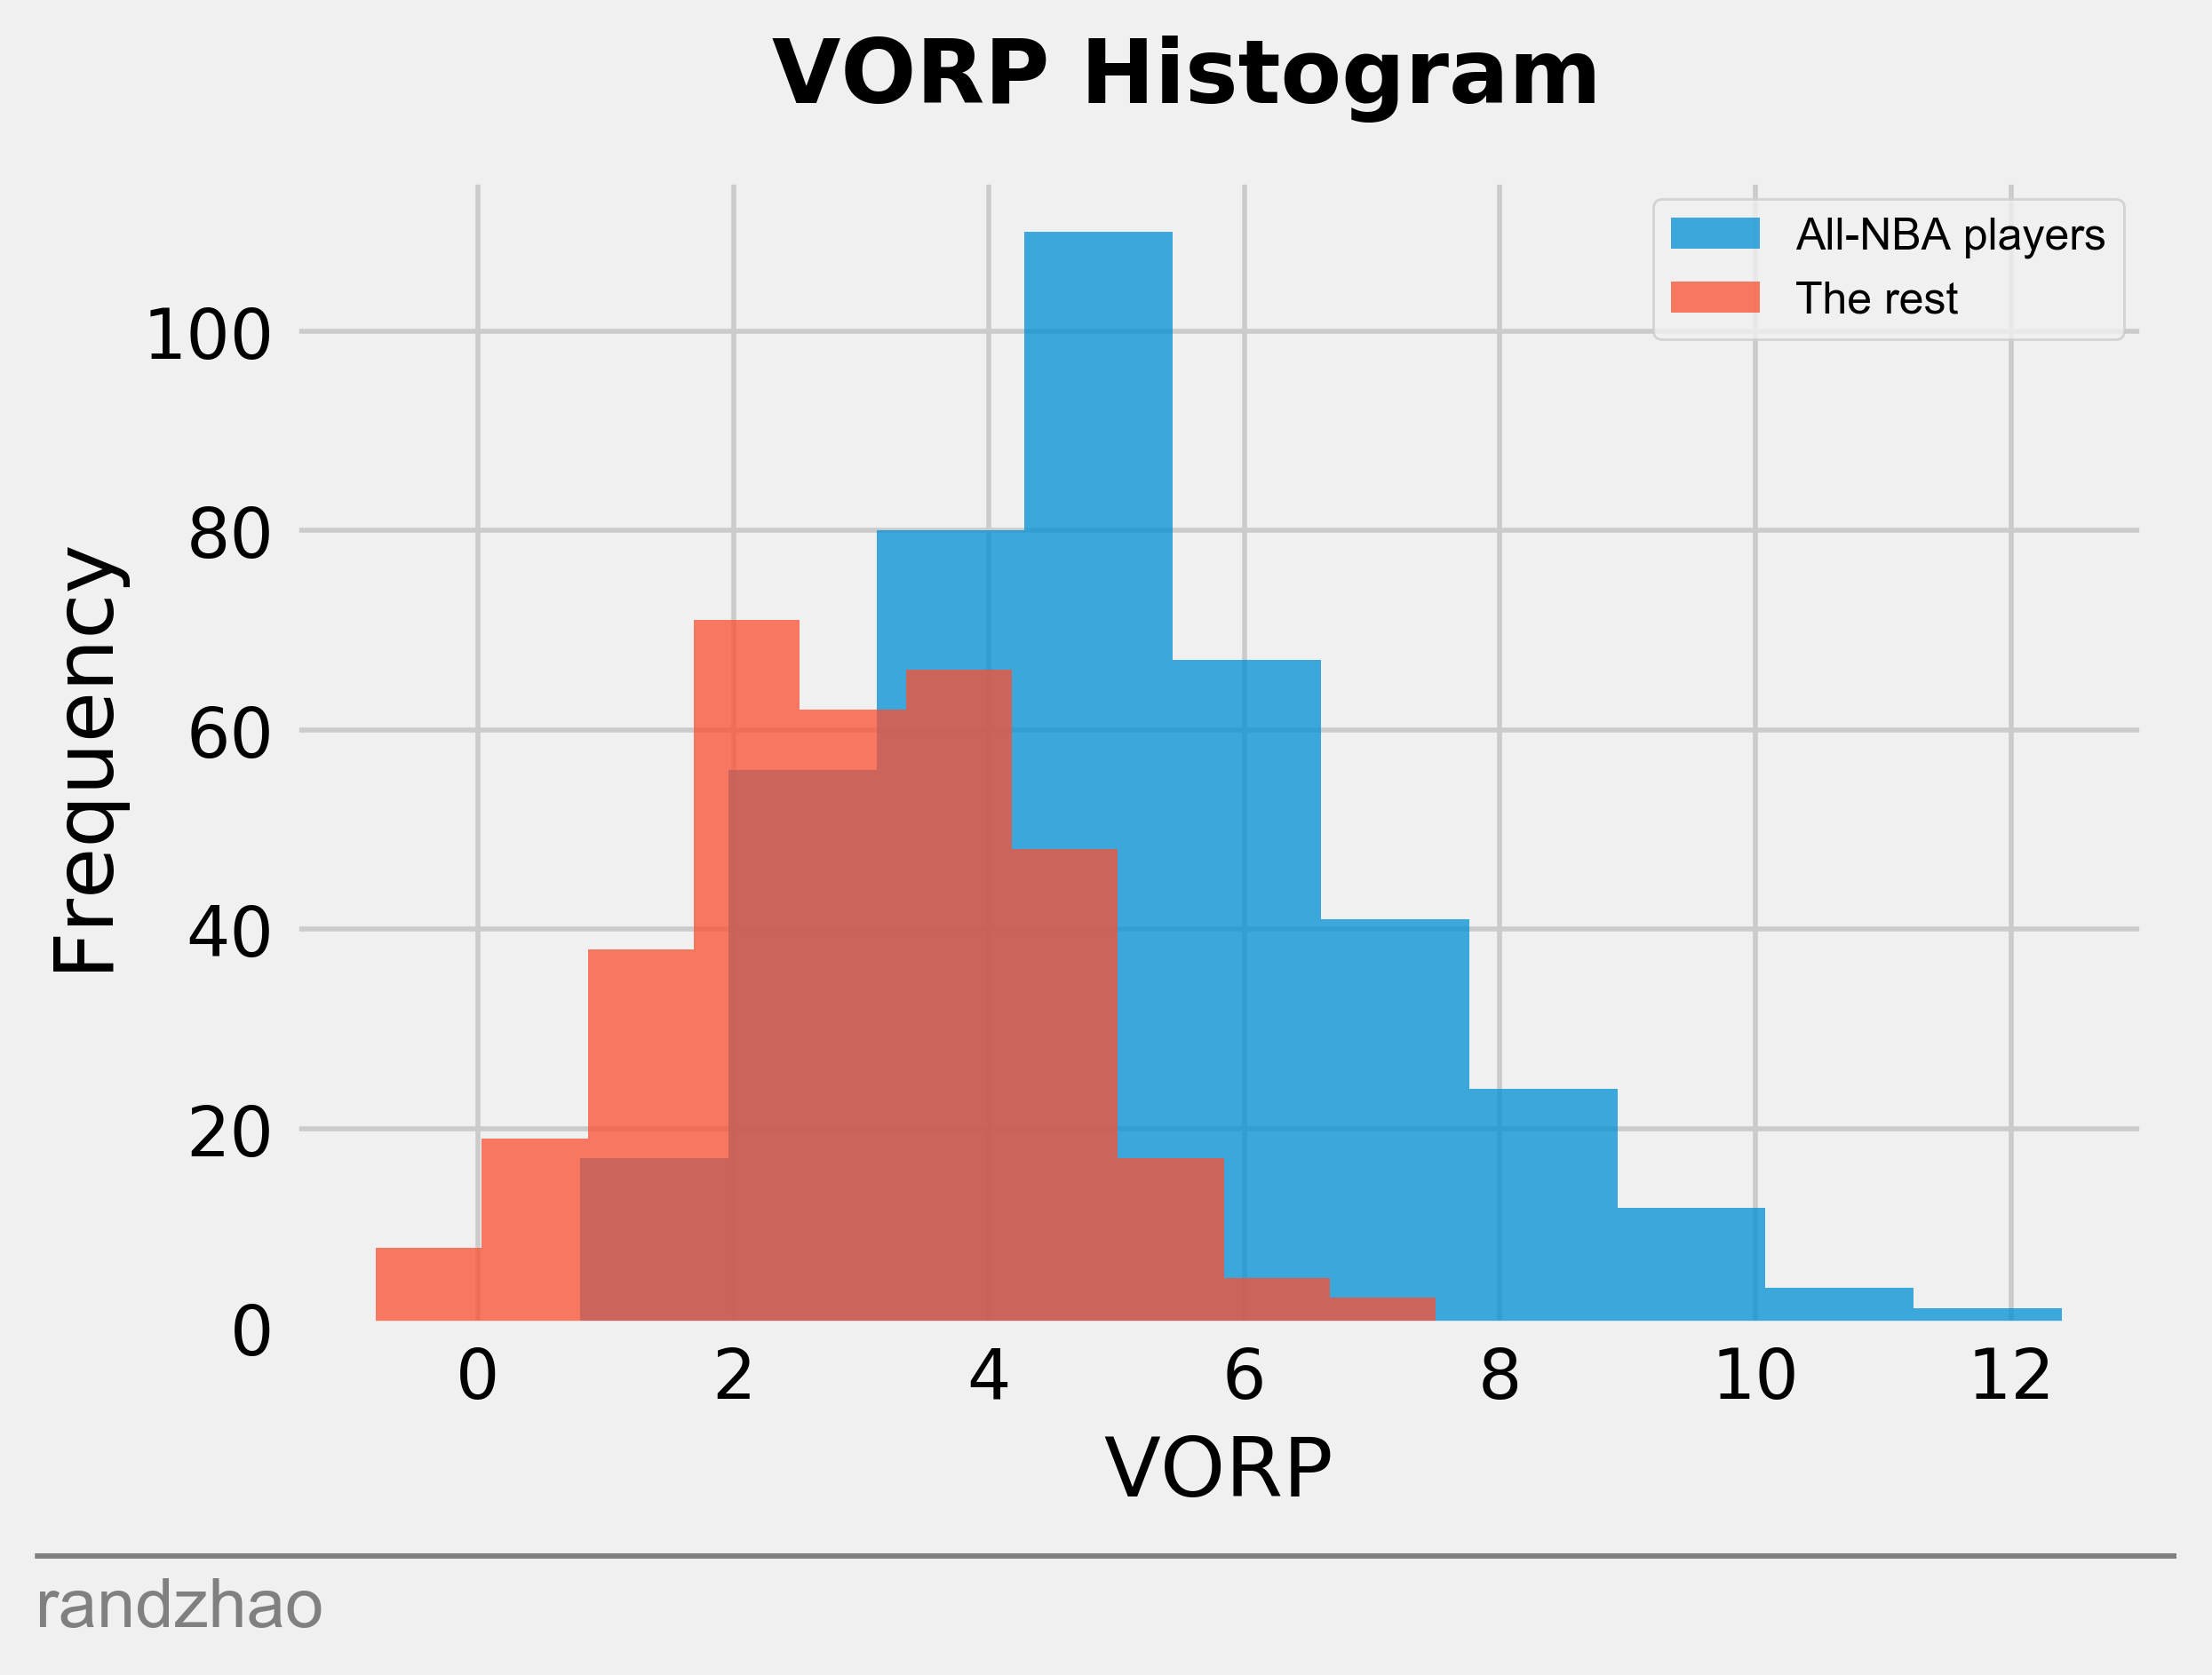 VORP Histogram
All-NBA players
The rest
100
80
60
40
20
0
Frequency
0 2 4 6 8 10 12
VORP
randzhao